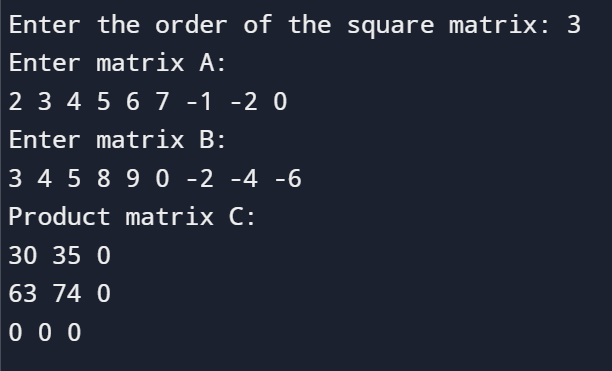 Enter the order of the square matrix: 3
Enter matrix A:
2 3 4 5 6 7 -1 -2 0
Enter matrix B:
3 4 5 8 9 0 -2 -4 -6
Product matrix C:
30 35 0
63 74 0
0 0 0